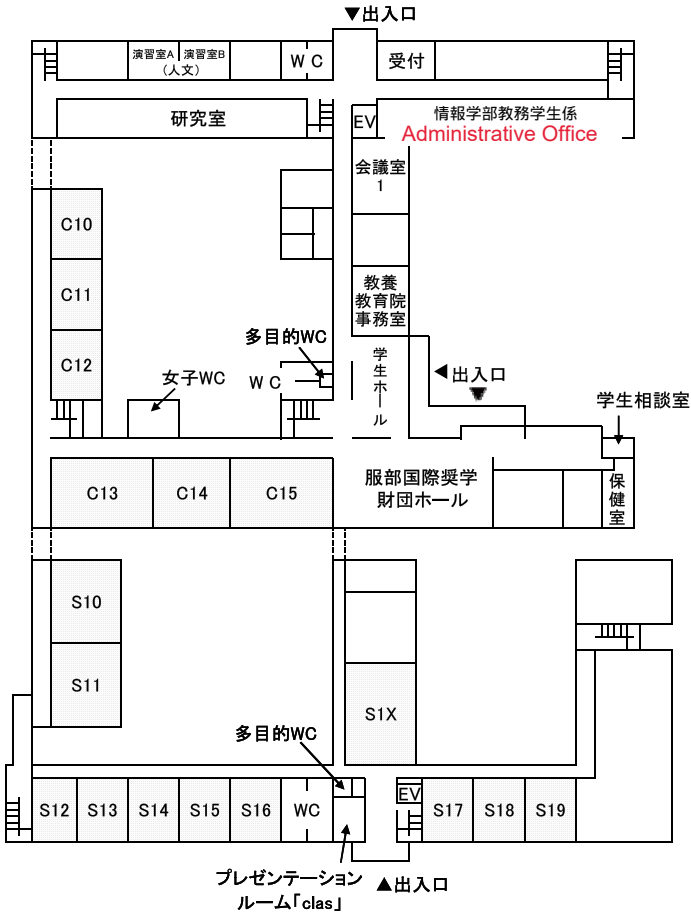 ▼出入口
演習室A 演習室B
（人文）
WC
受付
研究室
EV
情報学部教務学生係
Administrative Office
会議室
1
C10
C11
教養
教育院
事務室
多目的WC
C12
女子WC
WC
学生ホール
◀出入口
▼
学生相談室
C13
C14
C15
服部国際奨学
財団ホール
保健室
S10
S11
S1X
多目的WC
S12
S13
S14
S15
S16
WC
EV
S17
S18
S19
プレゼンテーション
ルーム｢clas｣
▲出入口